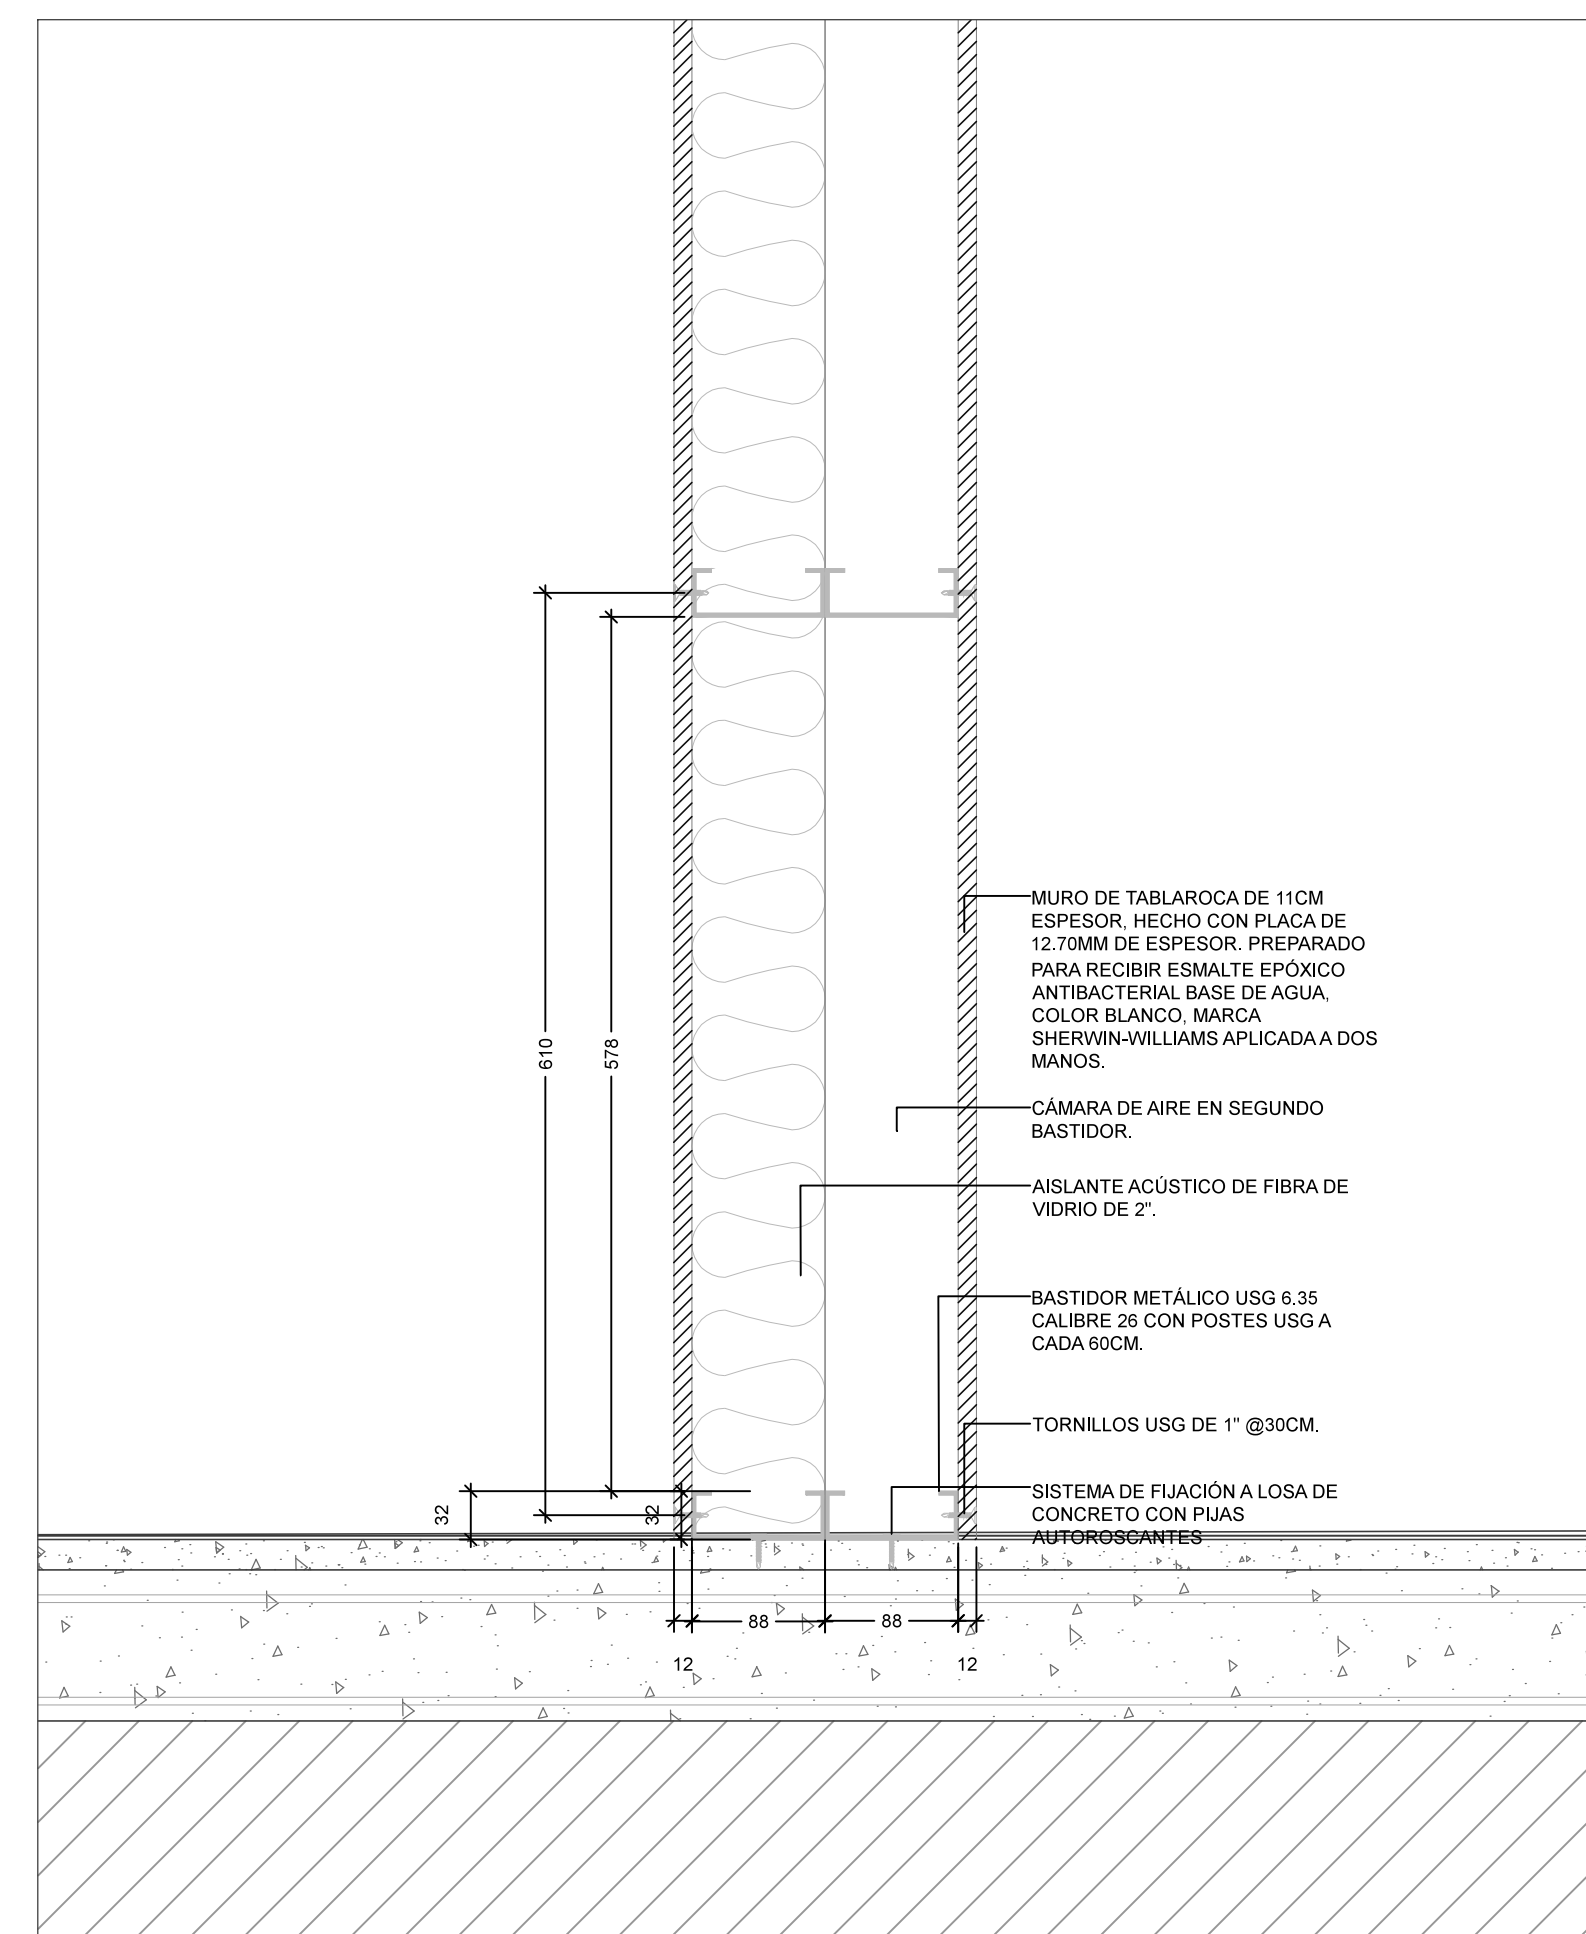 MURO DE TABLAROCA DE 11CM
ESPESOR, HECHO CON PLACA DE
12.70MM DE ESPESOR. PREPARADO
PARA RECIBIR ESMALTE EPÓXICO
ANTIBACTERIAL BASE DE AGUA,
COLOR BLANCO, MARCA
SHERWIN-WILLIAMS APLICADA A DOS
MANOS.
610
578
CÁMARA DE AIRE EN SEGUNDO
BASTIDOR.
AISLANTE ACÚSTICO DE FIBRA DE
VIDRIO DE 2".
BASTIDOR METÁLICO USG 6.35
CALIBRE 26 CON POSTES USG A
CADA 60CM.
TORNILLOS USG DE 1" @30CM.
SISTEMA DE FIJACIÓN A LOSA DE
CONCRETO CON PIJAS
AUTOROSCANTES
32
32
88
88
12
12